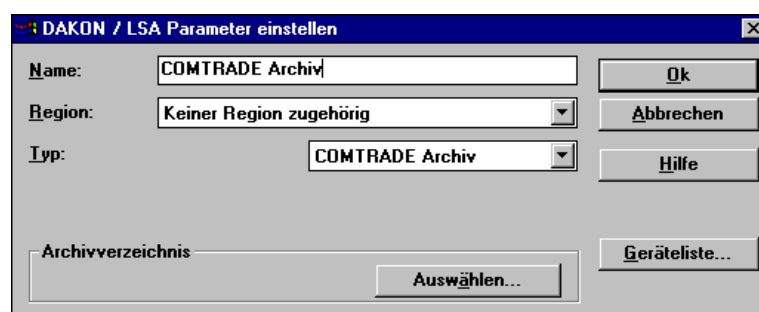 DAKON / LSA Parameter einstellen
Name: COMTRADE Archiv Ok
Region: Keiner Region zugehörig Abbrechen
Typ: COMTRADE Archiv Hilfe
Archivverzeichnis Geräteliste...
Auswählen...